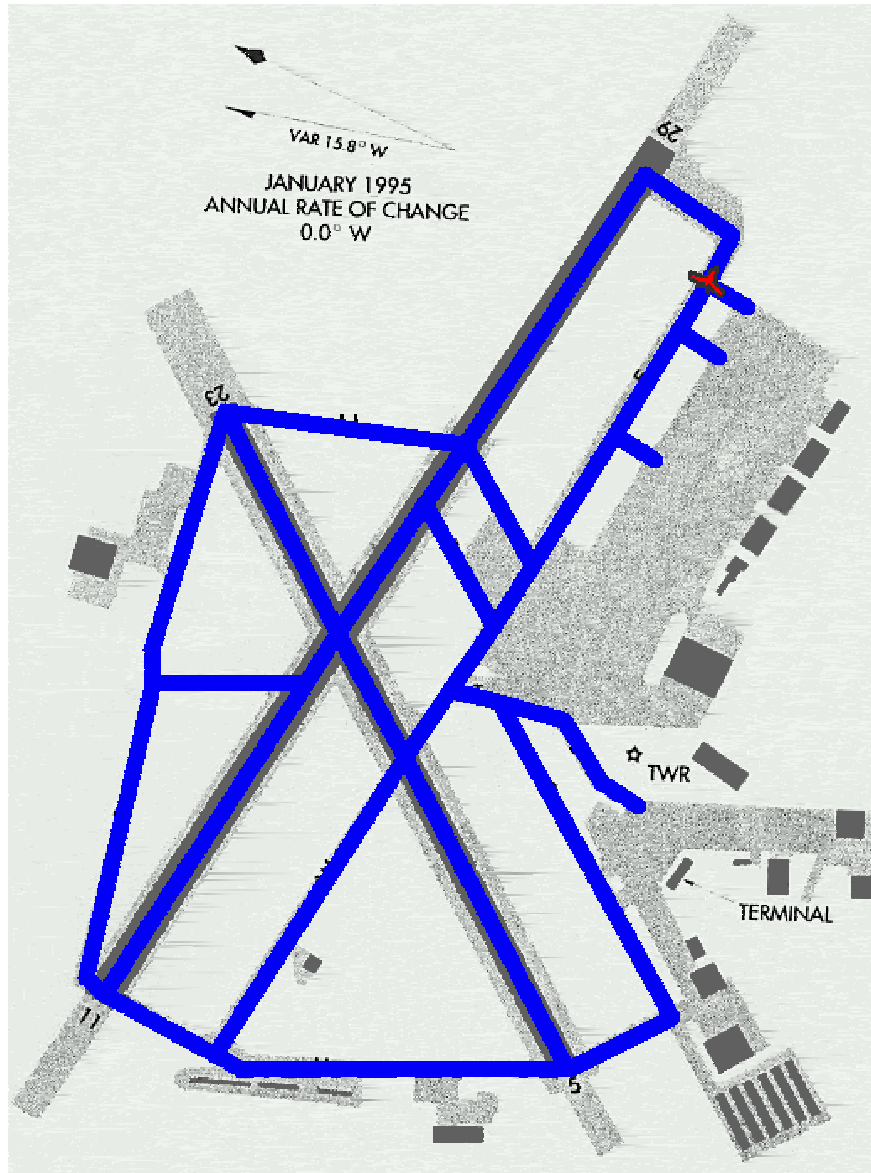 VAR 15.8° W
JANUARY 1995
ANNUAL RATE OF CHANGE
0.0° W
29
23
TWR
TERMINAL
11
5